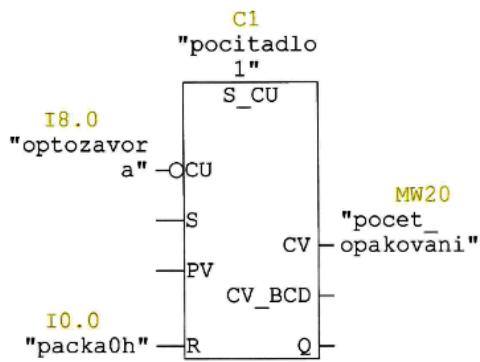 C1
"pocitadlo
1"
S_CU
I8.0
"optozavor
a"
CU
S
MW20
"pocet_
CV
opakovani"
PV
CV_BCD
I0.0
"packa0h"
R
Q